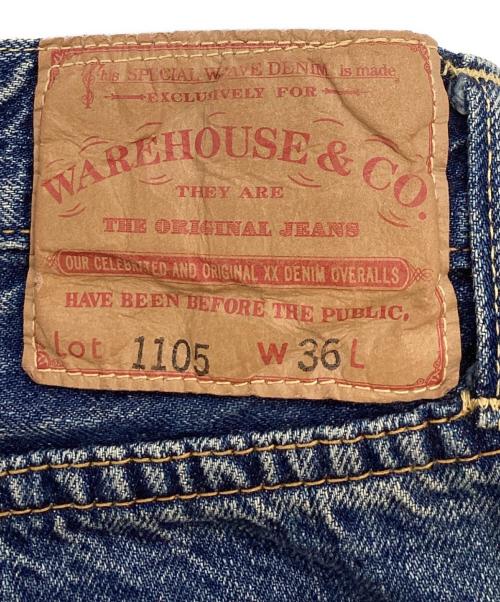 This SPECIAL WEAVE DENIM is made
EXCLUSIVELY FOR
WAREHOUSE & CO.
THEY ARE
THE ORIGINAL JEANS
OUR CELEBRITED AND ORIGINAL XX DENIM OVERALLS
HAVE BEEN BEFORE THE PUBLIC,
Lot 1105 W 36 L